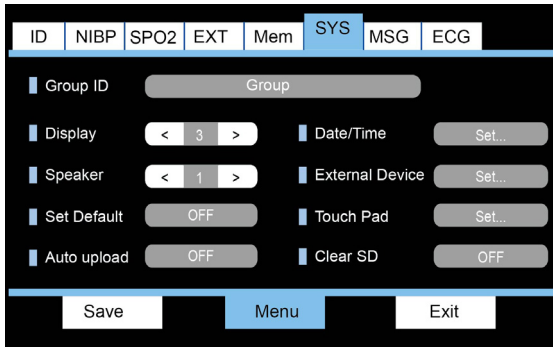 ID NIBP SPO2 EXT Mem SYS MSG ECG
Group ID Group
Display < 3 > Date/Time Set...
Speaker < 1 > External Device Set...
Set Default OFF Touch Pad Set...
Auto upload OFF Clear SD OFF
Save Menu Exit